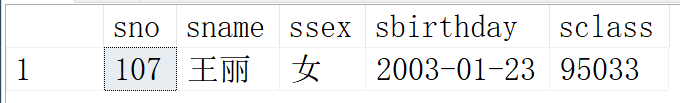 sno sname ssex sbirthday sclass
1 107 王丽 女 2003-01-23 95033